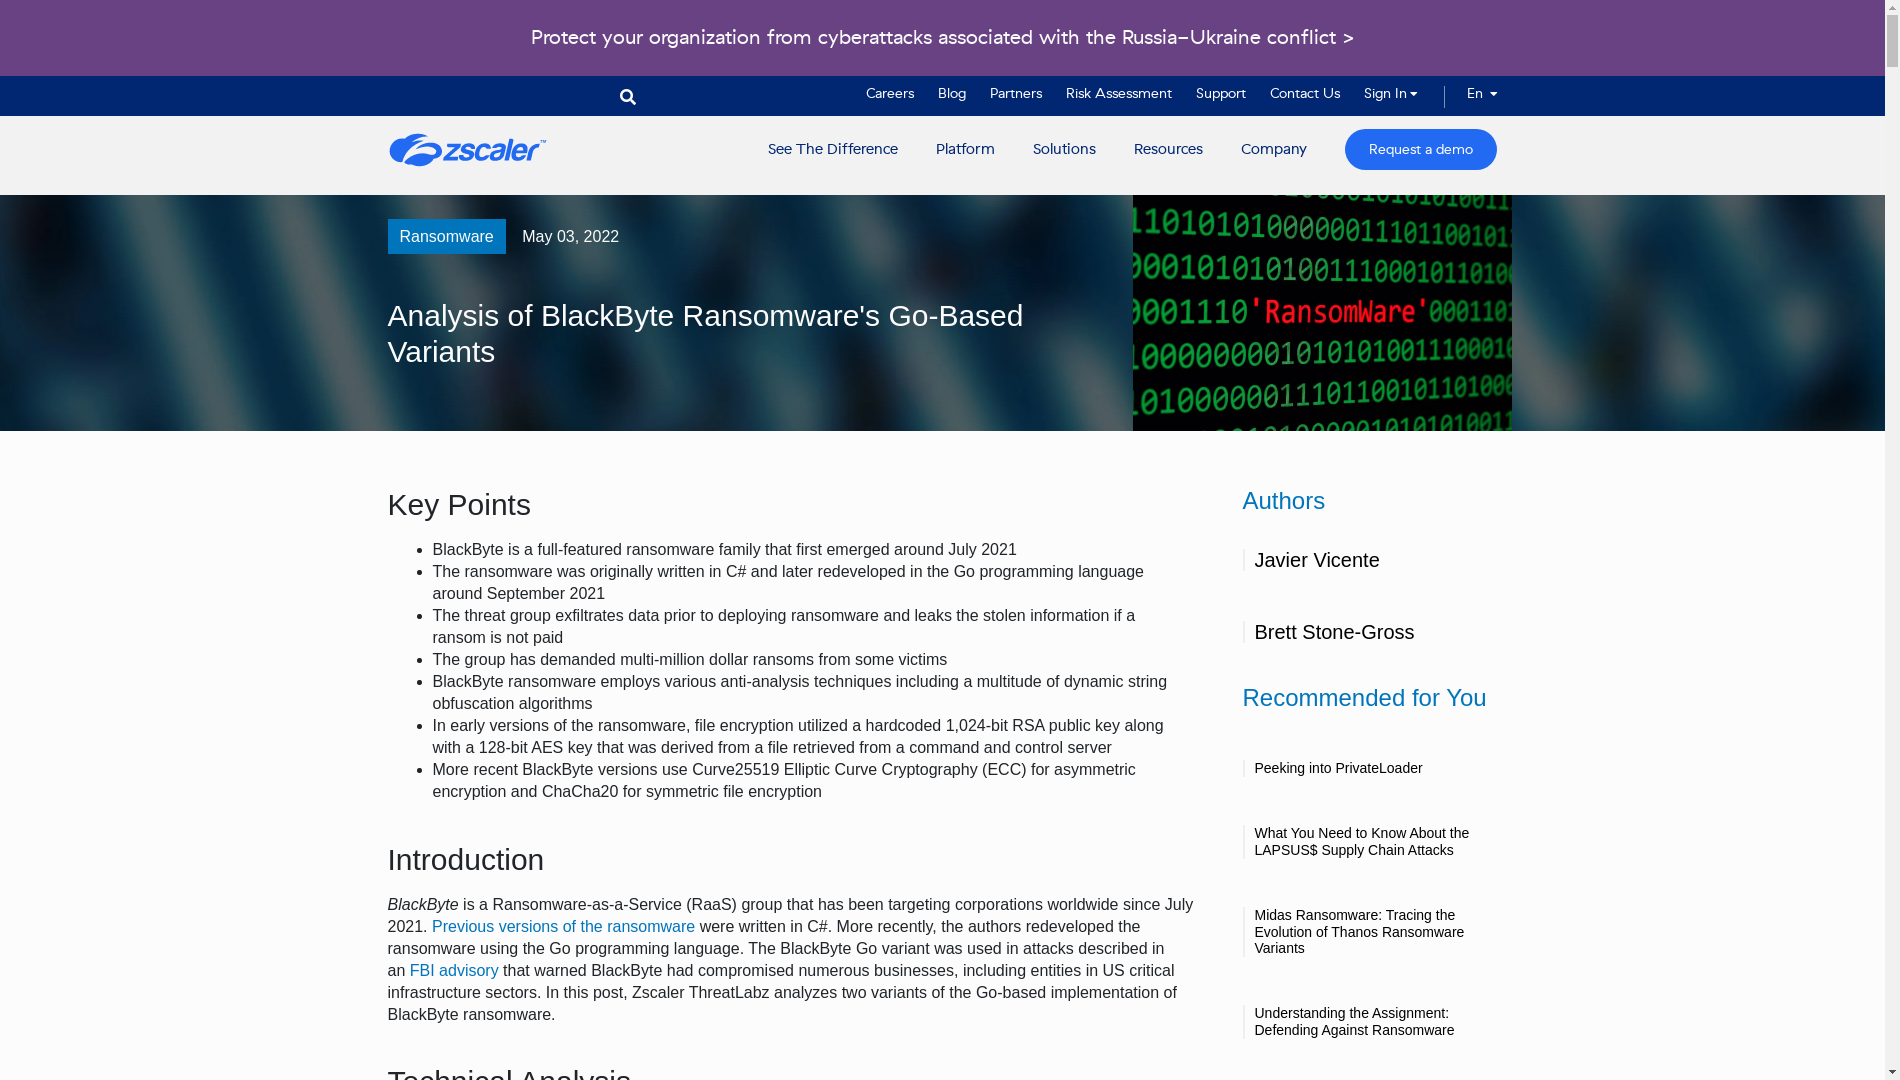 Protect your organization from cyberattacks associated with the Russia–Ukraine conflict >
Careers Blog Partners Risk Assessment Support Contact Us Sign In En
zscaler™ See The Difference Platform Solutions Resources Company Request a demo
Ransomware May 03, 2022
Analysis of BlackByte Ransomware's Go-Based
Variants
'RansomWare'
Key Points
• BlackByte is a full-featured ransomware family that first emerged around July 2021
• The ransomware was originally written in C# and later redeveloped in the Go programming language
around September 2021
• The threat group exfiltrates data prior to deploying ransomware and leaks the stolen information if a
ransom is not paid
• The group has demanded multi-million dollar ransoms from some victims
• BlackByte ransomware employs various anti-analysis techniques including a multitude of dynamic string
obfuscation algorithms
• In early versions of the ransomware, file encryption utilized a hardcoded 1,024-bit RSA public key along
with a 128-bit AES key that was derived from a file retrieved from a command and control server
• More recent BlackByte versions use Curve25519 Elliptic Curve Cryptography (ECC) for asymmetric
encryption and ChaCha20 for symmetric file encryption
Introduction
BlackByte is a Ransomware-as-a-Service (RaaS) group that has been targeting corporations worldwide since July
2021. Previous versions of the ransomware were written in C#. More recently, the authors redeveloped the
ransomware using the Go programming language. The BlackByte Go variant was used in attacks described in
an FBI advisory that warned BlackByte had compromised numerous businesses, including entities in US critical
infrastructure sectors. In this post, Zscaler ThreatLabz analyzes two variants of the Go-based implementation of
BlackByte ransomware.
Technical Analysis
Authors
Javier Vicente
Brett Stone-Gross
Recommended for You
Peeking into PrivateLoader
What You Need to Know About the
LAPSUS$ Supply Chain Attacks
Midas Ransomware: Tracing the
Evolution of Thanos Ransomware
Variants
Understanding the Assignment:
Defending Against Ransomware